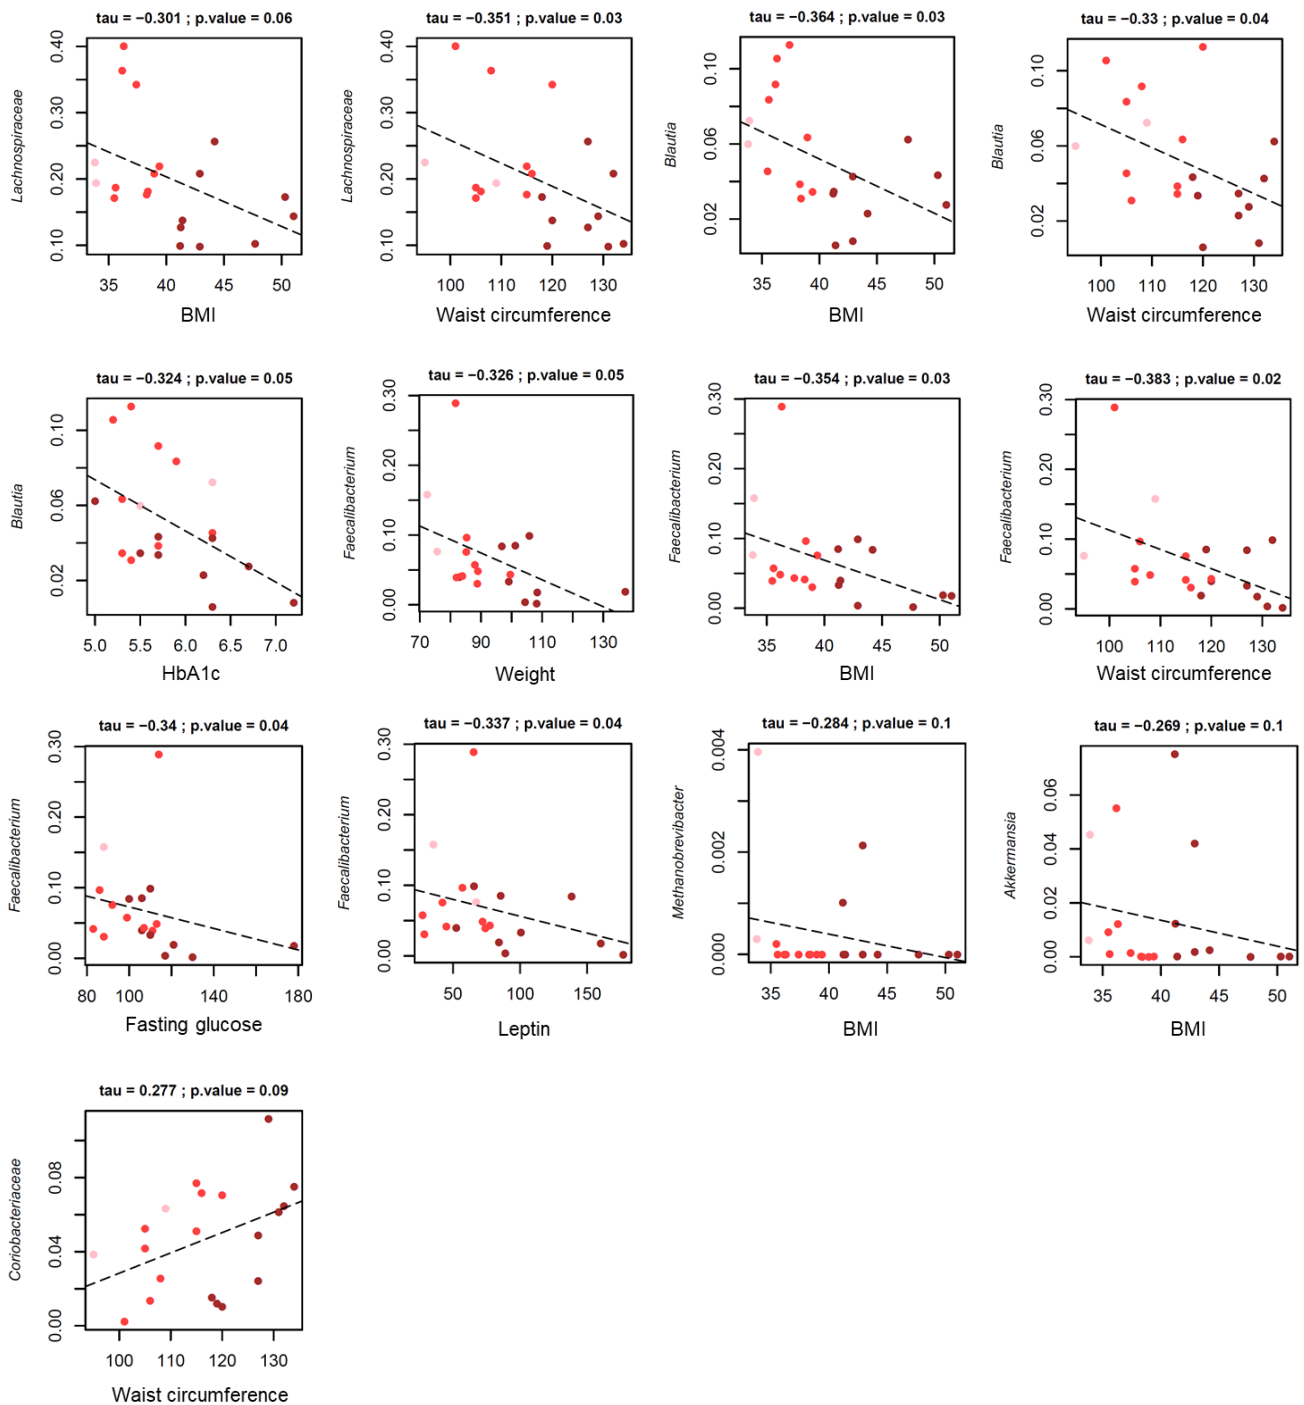 tau = −0.301 ; p.value = 0.06
Lachnospiraceae
0.40
0.30
0.20
0.10
35 40 45 50
BMI
tau = −0.351 ; p.value = 0.03
Lachnospiraceae
0.40
0.30
0.20
0.10
100 110 120 130
Waist circumference
tau = −0.364 ; p.value = 0.03
Blautia
0.10
0.06
0.02
35 40 45 50
BMI
tau = −0.33 ; p.value = 0.04
Blautia
0.10
0.06
0.02
100 110 120 130
Waist circumference
tau = −0.324 ; p.value = 0.05
Blautia
0.10
0.06
0.02
5.0 5.5 6.0 6.5 7.0
HbA1c
tau = −0.326 ; p.value = 0.05
Faecalibacterium
0.30
0.20
0.10
0.00
70 90 110 130
Weight
tau = −0.354 ; p.value = 0.03
Faecalibacterium
0.30
0.20
0.10
0.00
35 40 45 50
BMI
tau = −0.383 ; p.value = 0.02
Faecalibacterium
0.30
0.20
0.10
0.00
100 110 120 130
Waist circumference
tau = −0.34 ; p.value = 0.04
Faecalibacterium
0.30
0.20
0.10
0.00
80 100 140 180
Fasting glucose
tau = −0.337 ; p.value = 0.04
Faecalibacterium
0.30
0.20
0.10
0.00
50 100 150
Leptin
tau = −0.284 ; p.value = 0.1
Methanobrevibacter
0.004
0.002
0.000
35 40 45 50
BMI
tau = −0.269 ; p.value = 0.1
Akkermansia
0.06
0.04
0.02
0.00
35 40 45 50
BMI
tau = 0.277 ; p.value = 0.09
Coriobacteriaceae
0.08
0.04
0.00
100 110 120 130
Waist circumference